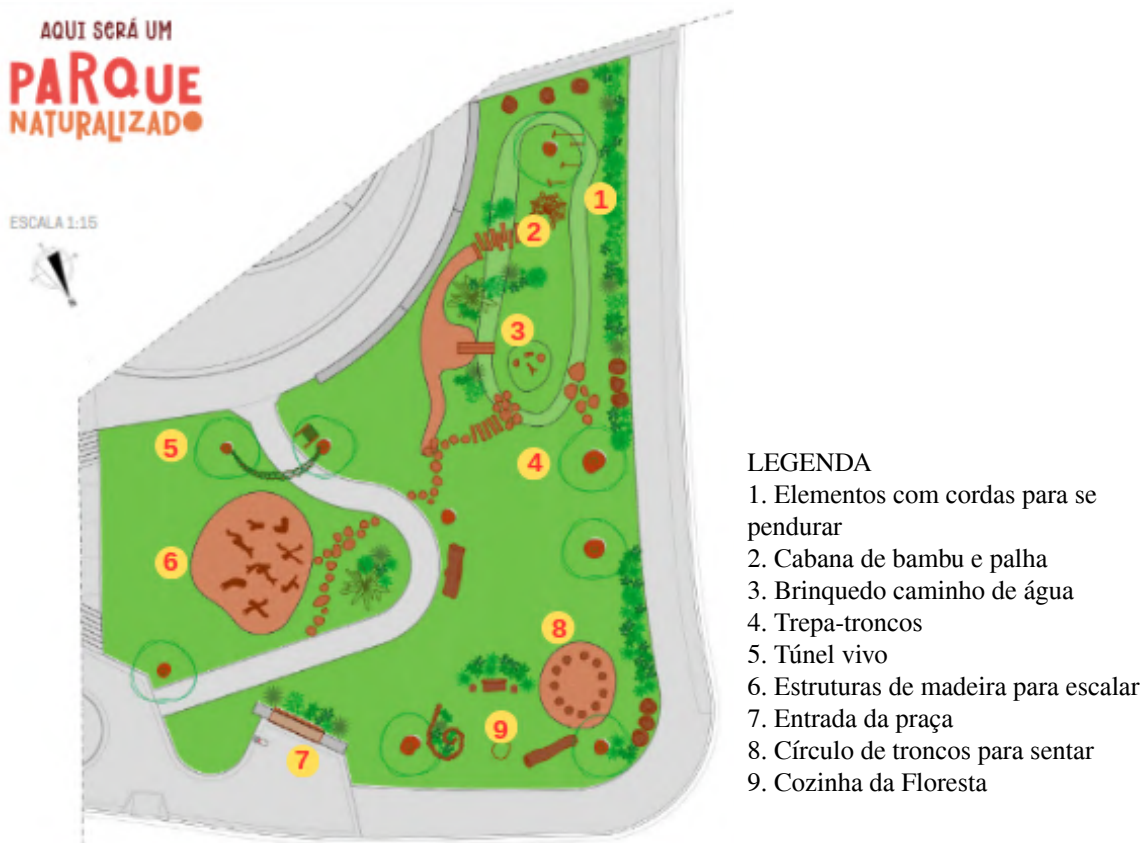 AQUI SERÁ UM
PARQUE
NATURALIZADO
ESCALA 1:15
1
2
3
4
5
6
7
8
9
LEGENDA
1. Elementos com cordas para se
pendurar
2. Cabana de bambu e palha
3. Brinquedo caminho de água
4. Trepa-troncos
5. Túnel vivo
6. Estruturas de madeira para escalar
7. Entrada da praça
8. Círculo de troncos para sentar
9. Cozinha da Floresta